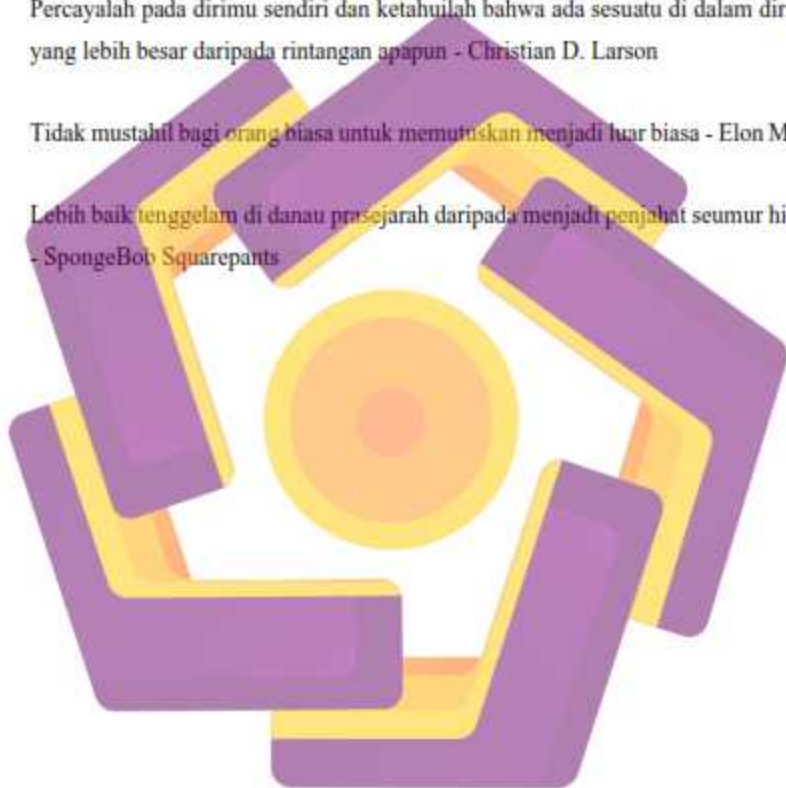 Percayalah pada dirimu sendiri dan ketahuilah bahwa ada sesuatu di dalam
yang lebih besar daripada rintangan apapun - Christian D. Larson
Tidak mustahil bagi orang biasa untuk memutuskan menjadi luar biasa - Elon M
Lebih baik tenggelam di danau prasejarah daripada menjadi penjahat seumur hi
- SpongeBob Squarepants